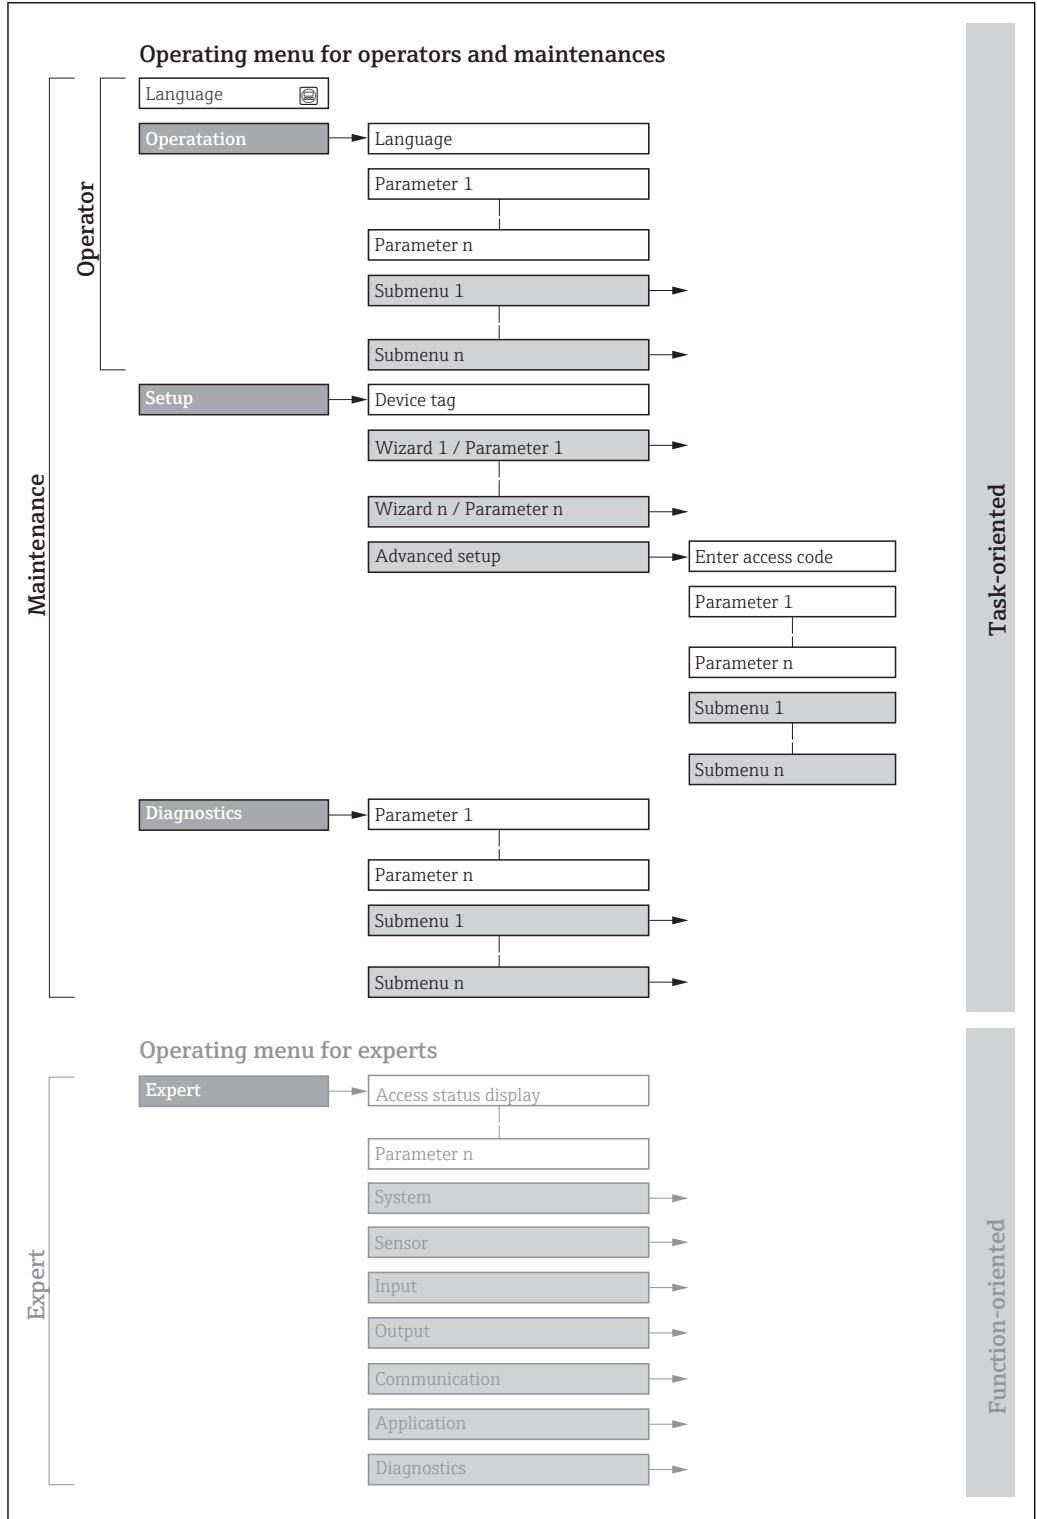 Operating menu for operators and maintenances
Language
Operatation
Language
Parameter 1
Parameter n
Submenu 1
Submenu n
Setup
Device tag
Wizard 1 / Parameter 1
Wizard n / Parameter n
Advanced setup
Enter access code
Parameter 1
Parameter n
Submenu 1
Submenu n
Diagnostics
Parameter 1
Parameter n
Submenu 1
Submenu n
Operator
Maintenance
Task-oriented
Operating menu for experts
Expert
Access status display
Parameter n
System
Sensor
Input
Output
Communication
Application
Diagnostics
Expert
Function-oriented